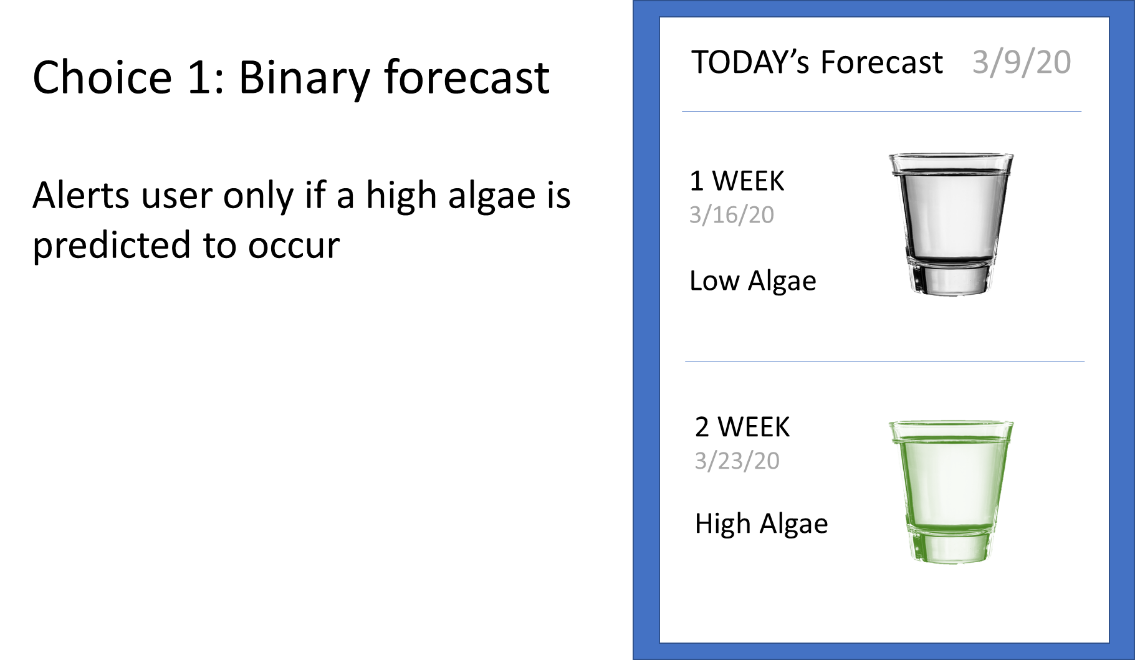 Choice 1: Binary forecast
Alerts user only if a high algae is
predicted to occur
TODAY’s Forecast 3/9/20
1 WEEK
3/16/20
Low Algae
2 WEEK
3/23/20
High Algae